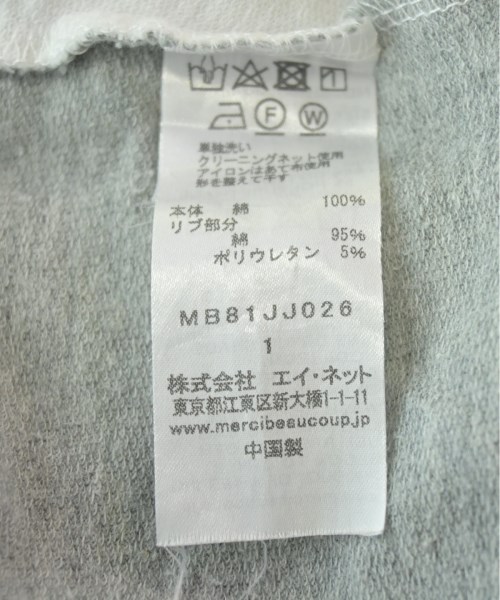 F W
単独洗い
クリーニングネット使用
アイロンはあて布使用
形を整えて干す
本体 綿 100%
リブ部分
綿 95%
ポリウレタン 5%
MB81JJ026
1
株式会社 エイ・ネット
東京都江東区新大橋1-1-11
www.mercibeaucoup.jp
中国製